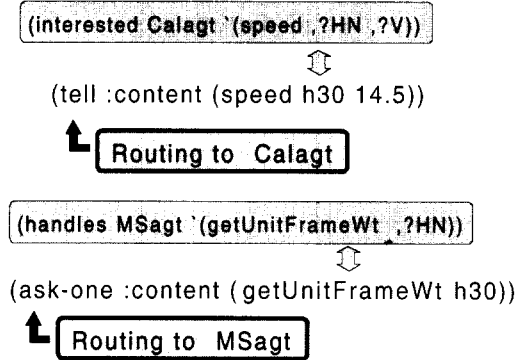 (interested Calagt `(speed ,?HN ,?V))
(tell :content (speed h30 14.5))
Routing to Calagt
(handles MSagt `(getUnitFrameWt ,?HN))
(ask-one :content (getUnitFrameWt h30))
Routing to MSagt